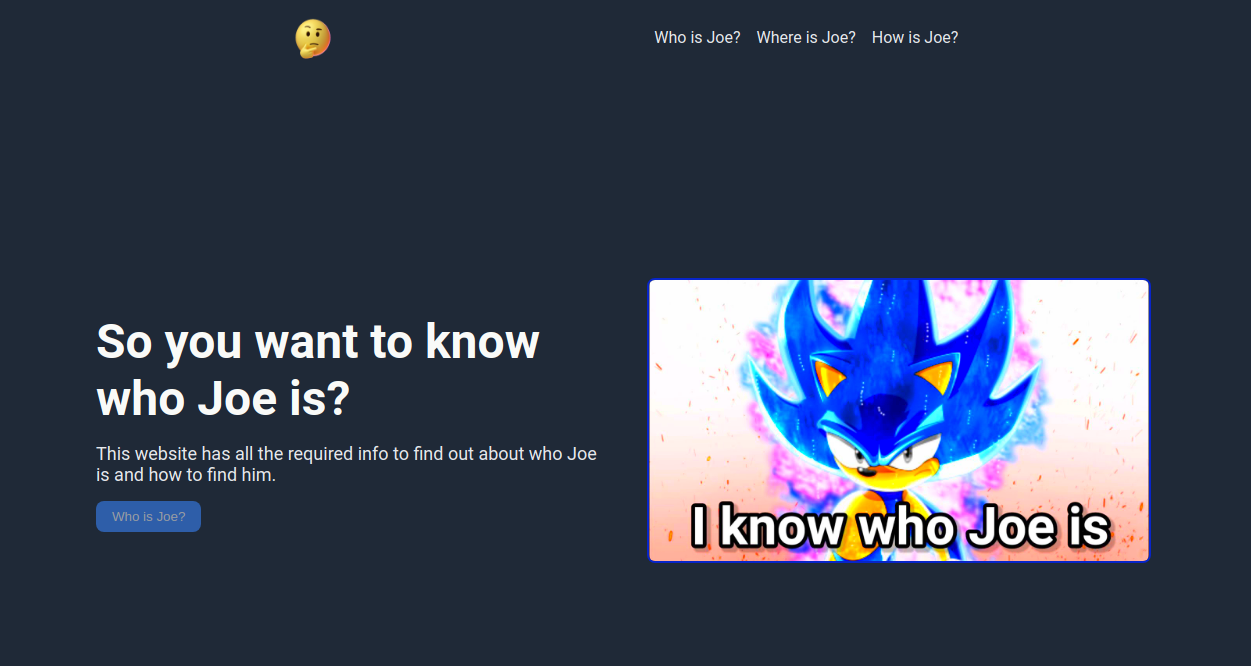 Who is Joe? Where is Joe? How is Joe?
So you want to know
who Joe is?
This website has all the required info to find out about who Joe
is and how to find him.
Who is Joe?
I know who Joe is